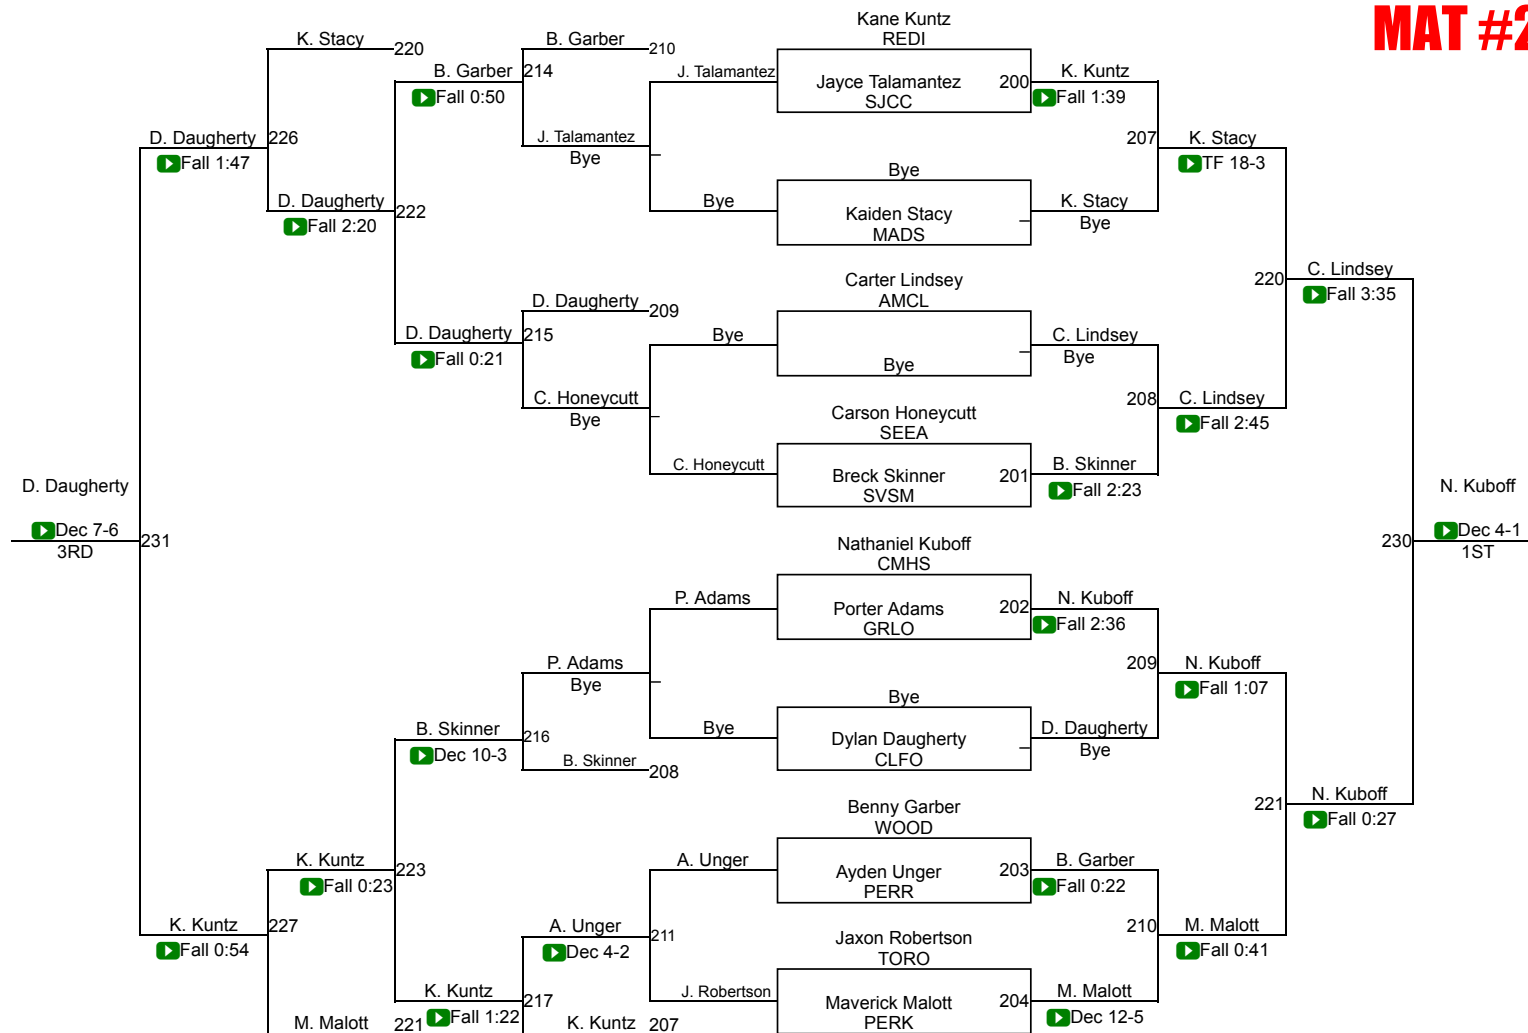 MAT #2
Kane Kuntz
REDI
K. Stacy
220
B. Garber
210
B. Garber
214
J. Talamantez
Jayce Talamantez
200
K. Kuntz
Fall 0:50
SJCC
Fall 1:39
D. Daugherty
226
J. Talamantez
207
K. Stacy
Fall 1:47
Bye
Bye
TF 18-3
D. Daugherty
222
Bye
Kaiden Stacy
K. Stacy
Fall 2:20
MADS
Bye
Carter Lindsey
220
C. Lindsey
D. Daugherty
209
AMCL
Fall 3:35
D. Daugherty
215
Bye
C. Lindsey
Fall 0:21
Bye
Bye
C. Honeycutt
208
C. Lindsey
Bye
Carson Honeycutt
Fall 2:45
SEEA
C. Honeycutt
Breck Skinner
201
B. Skinner
D. Daugherty
SVSM
Fall 2:23
N. Kuboff
Dec 7-6
231
Nathaniel Kuboff
230
Dec 4-1
3RD
CMHS
1ST
P. Adams
Porter Adams
202
N. Kuboff
GRLO
Fall 2:36
P. Adams
209
N. Kuboff
Bye
Bye
Fall 1:07
B. Skinner
216
Bye
Dylan Daugherty
D. Daugherty
Dec 10-3
B. Skinner
208
CLFO
Bye
Benny Garber
221
N. Kuboff
WOOD
Fall 0:27
K. Kuntz
223
A. Unger
Ayden Unger
203
B. Garber
Fall 0:23
PERR
Fall 0:22
K. Kuntz
227
A. Unger
211
Jaxon Robertson
210
M. Malott
Fall 0:54
Dec 4-2
TORO
Fall 0:41
K. Kuntz
217
J. Robertson
Maverick Malott
204
M. Malott
M. Malott
221
Fall 1:22
K. Kuntz
207
PERK
Dec 12-5